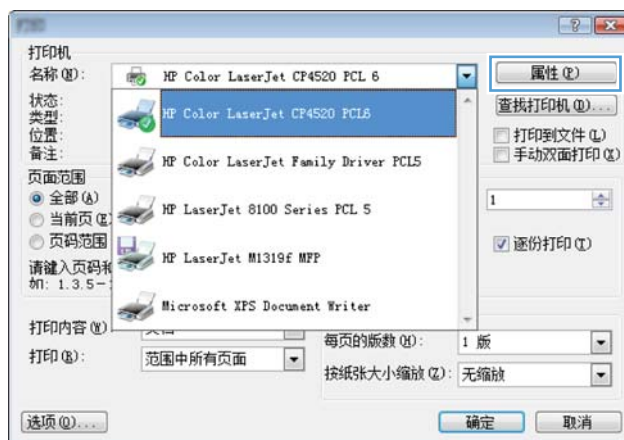 打印机
名称(N):
HP Color LaserJet CP4520 PCL 6
属性(P)
状态:
类型:
位置:
备注:
HP Color LaserJet CP4520 PCL6
HP Color LaserJet Family Driver PCL5
HP LaserJet 8100 Series PCL 5
HP LaserJet M1319f MFP
Microsoft XPS Document Writer
查找打印机(D)...
打印到文件(L)
手动双面打印(X)
页面范围
全部(A)
当前页(E)
页码范围
请键入页码和
如: 1.3.5-
1
逐份打印(T)
打印内容(W):
打印(R):
范围中所有页面
每页的版数(H):
1 版
按纸张大小缩放(Z):
无缩放
选项(O)...
确定
取消